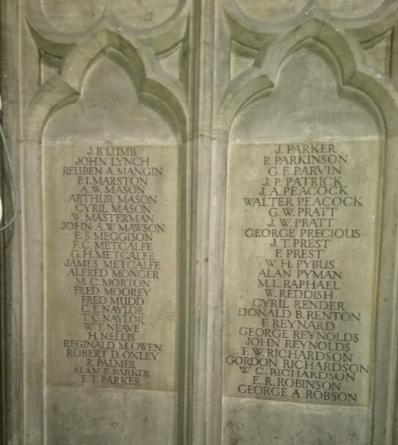 J. B. LUMB
JOHN LYNCH
REUBEN A. MANGIN
P. I. MARSTON
A. W. MASON
ARTHUR MASON
CYRIL MASON
W. MASTERMAN
JOHN A. W. MAWSON
E. S. MEGGISON
F. C. METCALFE
G. H. METCALFE
JAMES METCALFE
ALFRED MONGER
M. C. MORTON
FRED MOOREY
FRED MUDD
C. F. NAYLOR
T. C. NAYLOR
W. T. NEAVE
H. NELLIS
REGINALD M. OWEN
ROBERT D. OXLEY
R. PALMER
ALAN F. PARKER
E. T. PARKER
J. PARKER
P. PARKINSON
G. E. PARVIN
J. P. PATRICK
J. A. PEACOCK
WALTER PEACOCK
G. W. PRATT
J. W. PRATT
GEORGE PRECIOUS
J. T. PREST
F. PREST
W. H. PYBUS
ALAN PYMAN
M. L. RAPHAEL
W. REDDISH
CYRIL RENDER
DONALD B. RENTON
F. REYNARD
GEORGE REYNOLDS
JOHN REYNOLDS
F. W. RICHARDSON
GORDON RICHARDSON
W. C. RICHARDSON
E. R. ROBINSON
GEORGE A. ROBSON